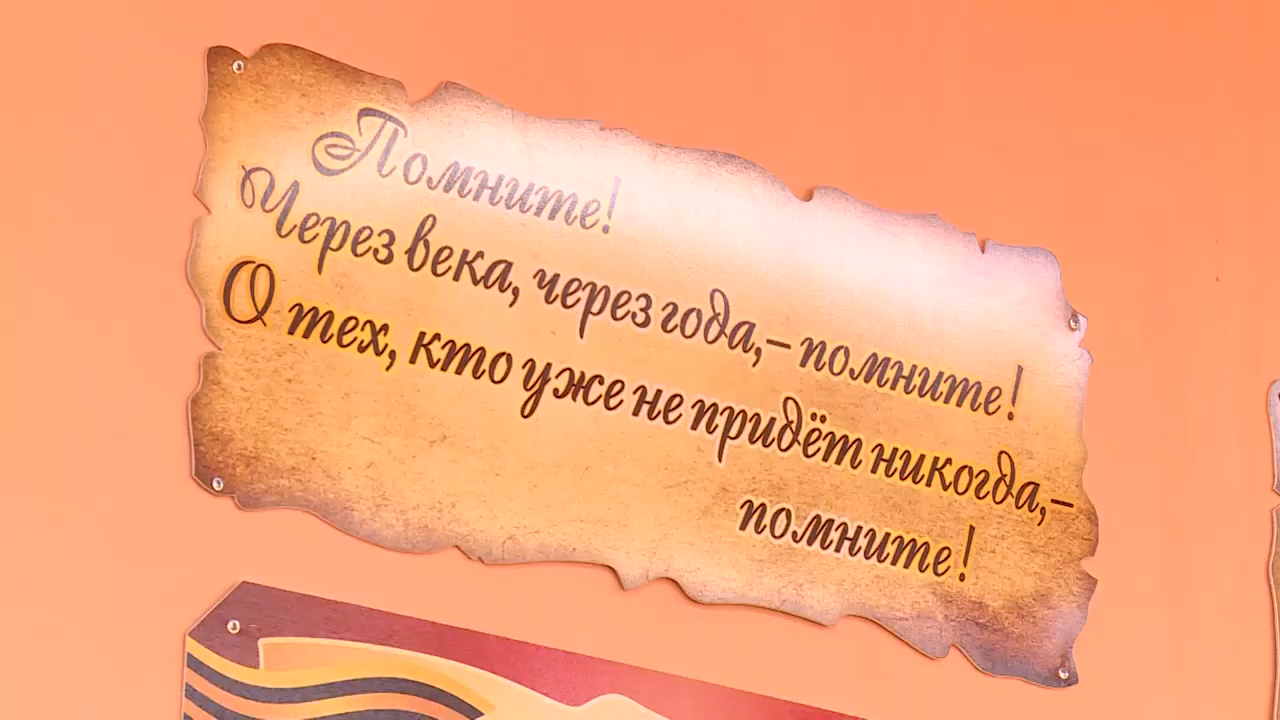 Помните!
Через века, через года,– помните!
О тех, кто уже не придёт никогда,–
помните!